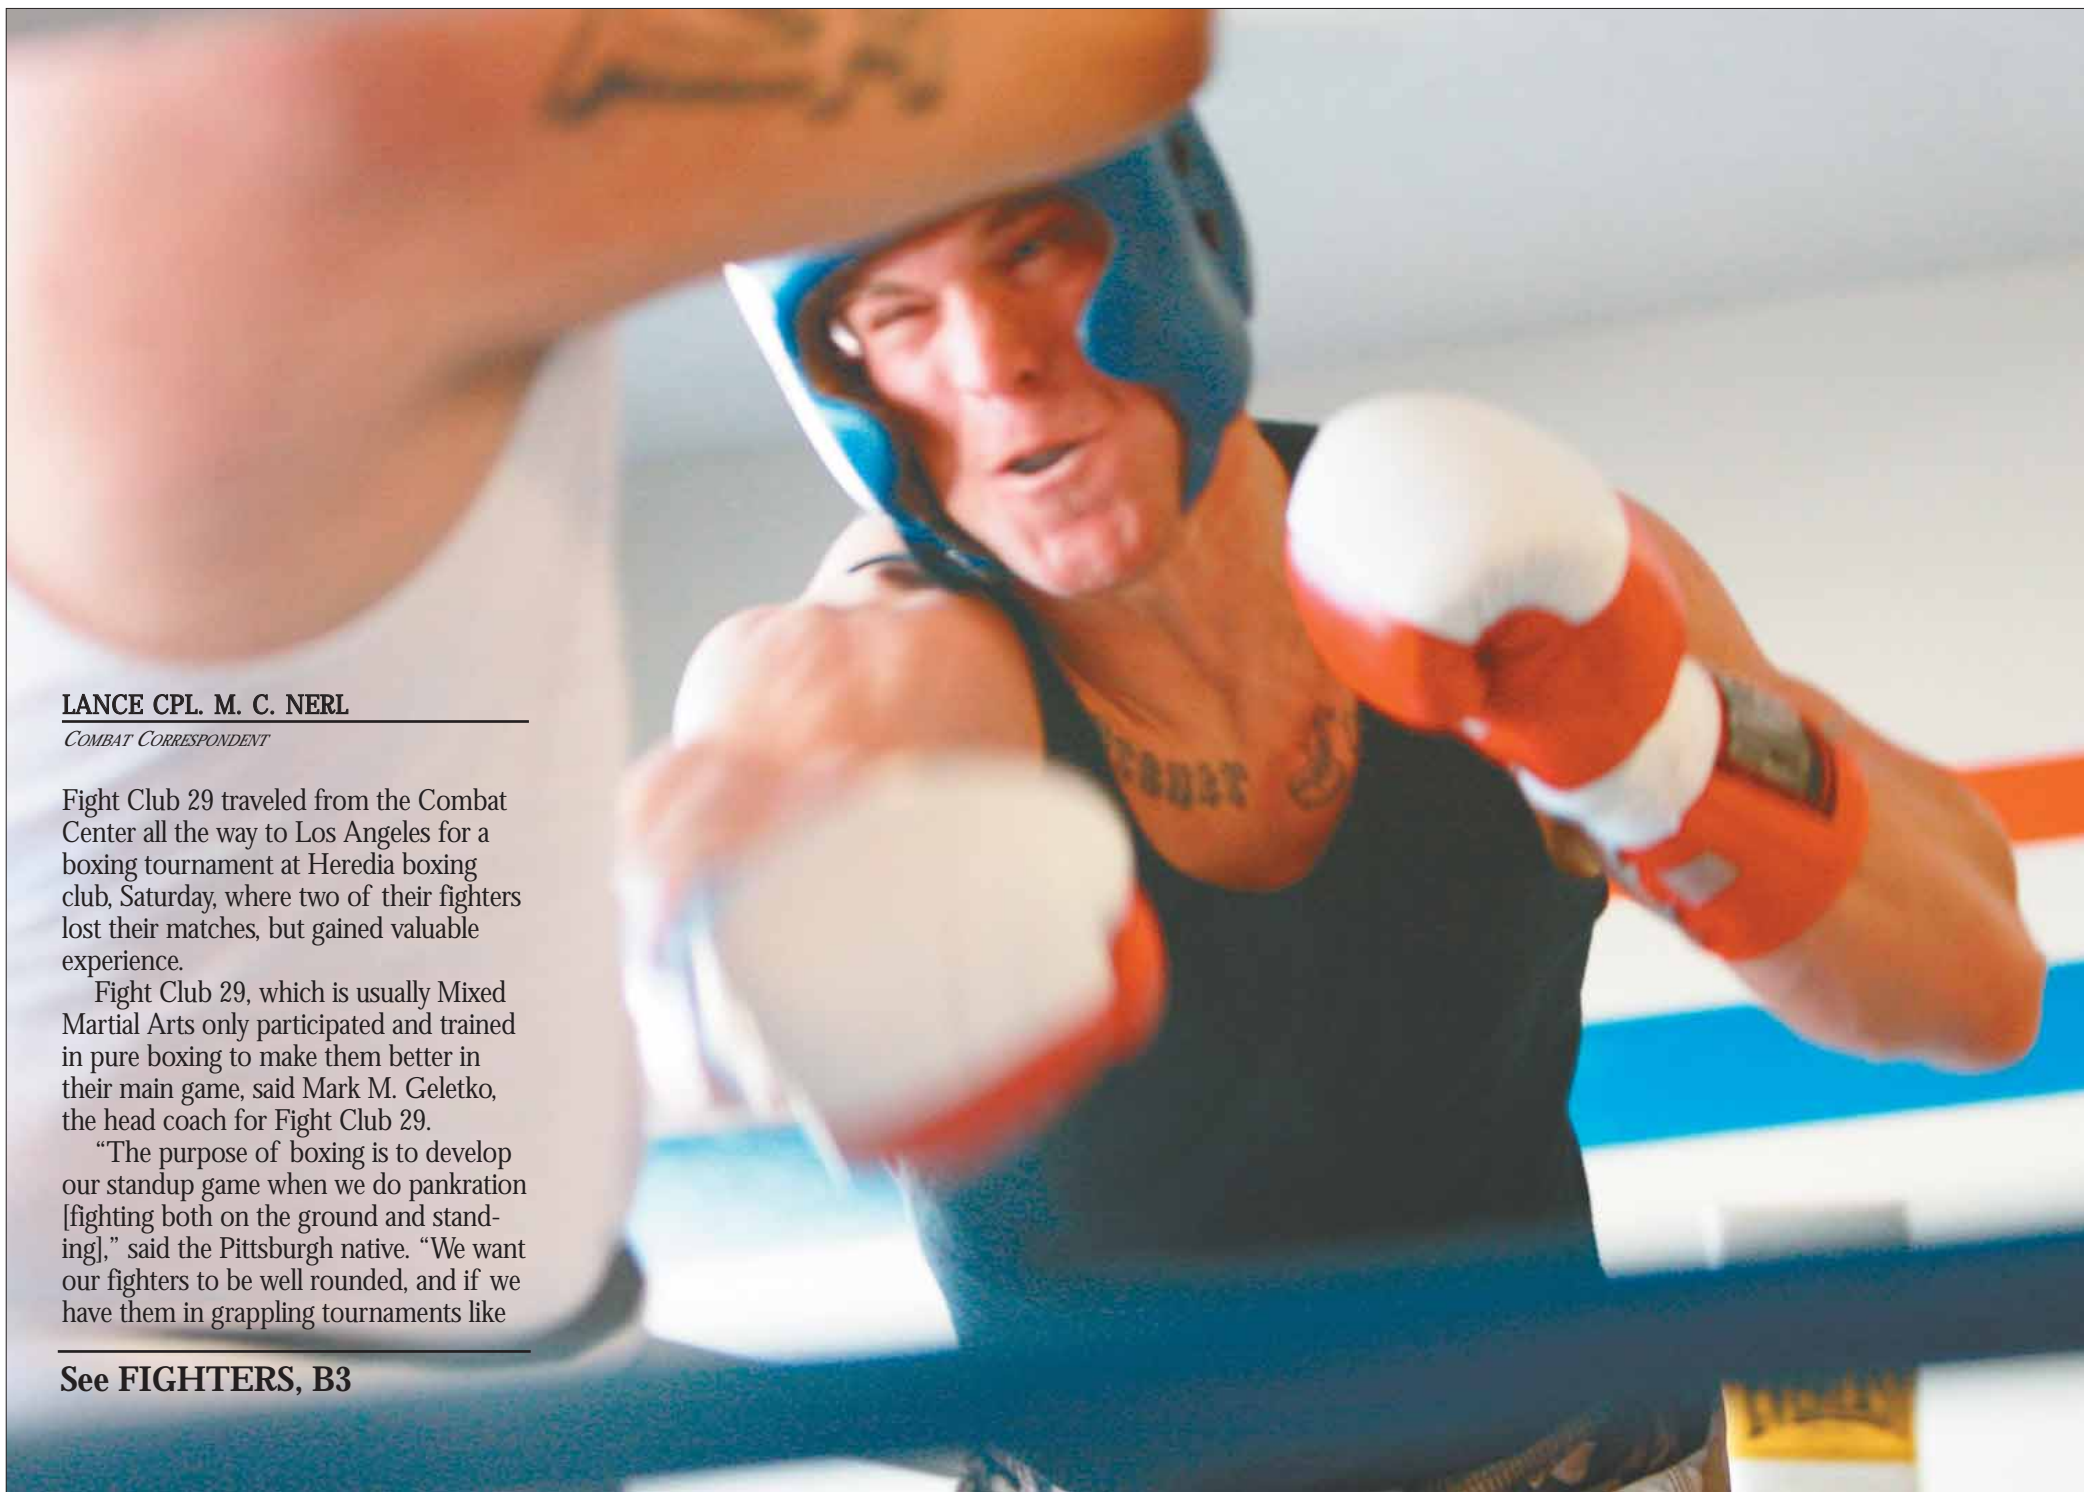 LANCE CPL. M. C. NERL
COMBAT CORRESPONDENT
Fight Club 29 traveled from the Combat
Center all the way to Los Angeles for a
boxing tournament at Heredia boxing
club, Saturday, where two of their fighters
lost their matches, but gained valuable
experience.
Fight Club 29, which is usually Mixed
Martial Arts only participated and trained
in pure boxing to make them better in
their main game, said Mark M. Geletko,
the head coach for Fight Club 29.
“The purpose of boxing is to develop
our standup game when we do pankration
[fighting both on the ground and stand-
ing],” said the Pittsburgh native. “We want
our fighters to be well rounded, and if we
have them in grappling tournaments like
See FIGHTERS, B3